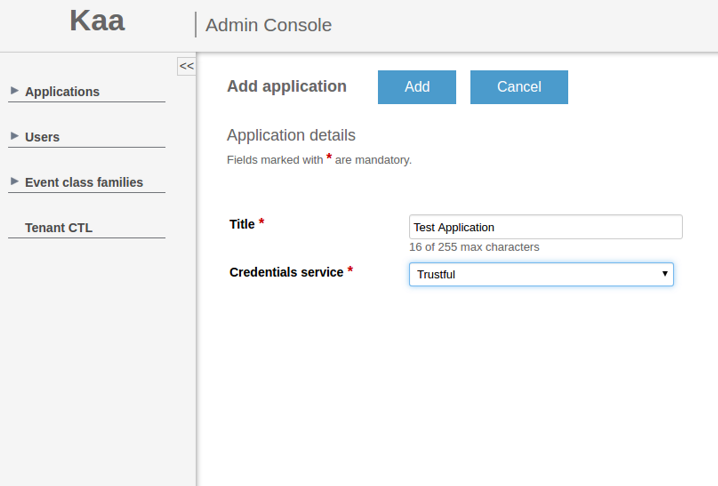 Kaa
Admin Console
<<
Applications
Users
Event class families
Tenant CTL
Add application
Add
Cancel
Application details
Fields marked with * are mandatory.
Title *
Test Application
16 of 255 max characters
Credentials service *
Trustful